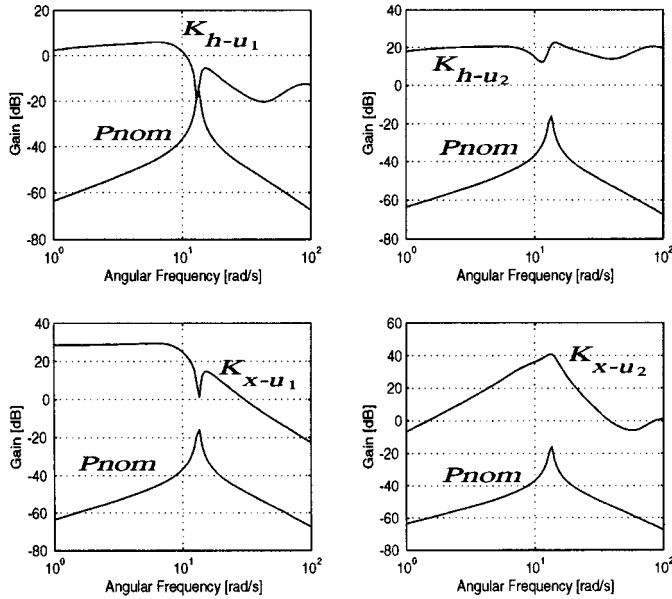 20
0
-20
-40
-60
-80
Gain [dB]
K_{h-u_1}
Pnom
10^0
10^1
10^2
Angular Frequency [rad/s]
40
20
0
-20
-40
-60
-80
Gain [dB]
K_{h-u_2}
Pnom
10^0
10^1
10^2
Angular Frequency [rad/s]
40
20
0
-20
-40
-60
-80
Gain [dB]
K_{x-u_1}
Pnom
10^0
10^1
10^2
Angular Frequency [rad/s]
60
40
20
0
-20
-40
-60
-80
Gain [dB]
K_{x-u_2}
Pnom
10^0
10^1
10^2
Angular Frequency [rad/s]